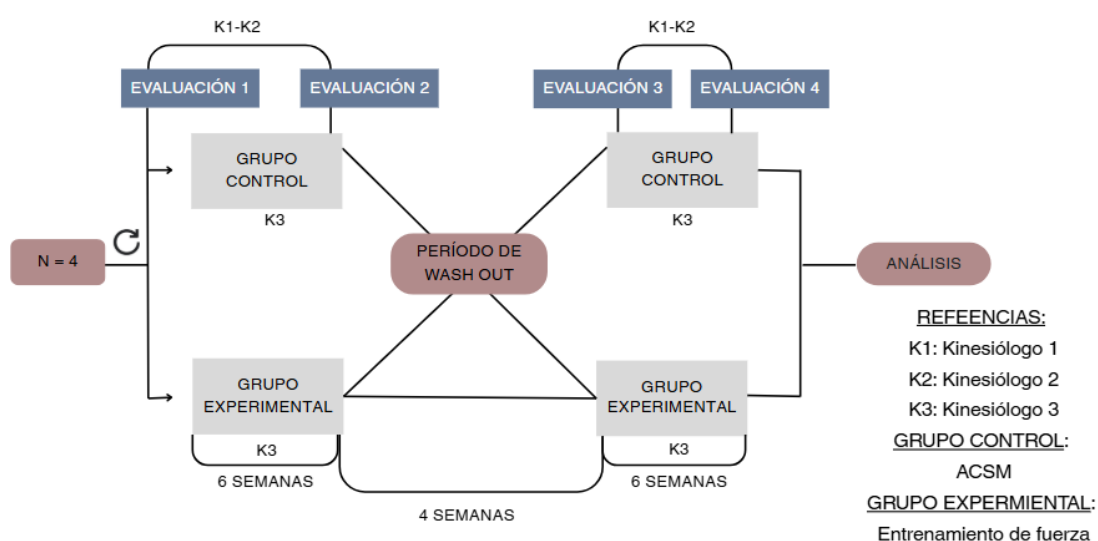 K1-K2
K1-K2
EVALUACIÓN 1
EVALUACIÓN 2
EVALUACIÓN 3
EVALUACIÓN 4
GRUPO
CONTROL
K3
GRUPO
CONTROL
K3
N = 4
PERÍODO DE
WASH OUT
ANÁLISIS
GRUPO
EXPERIMENTAL
K3
6 SEMANAS
GRUPO
EXPERIMENTAL
K3
6 SEMANAS
4 SEMANAS
REFEENCIAS:
K1: Kinesiólogo 1
K2: Kinesiólogo 2
K3: Kinesiólogo 3
GRUPO CONTROL:
ACSM
GRUPO EXPERMIENTAL:
Entrenamiento de fuerza